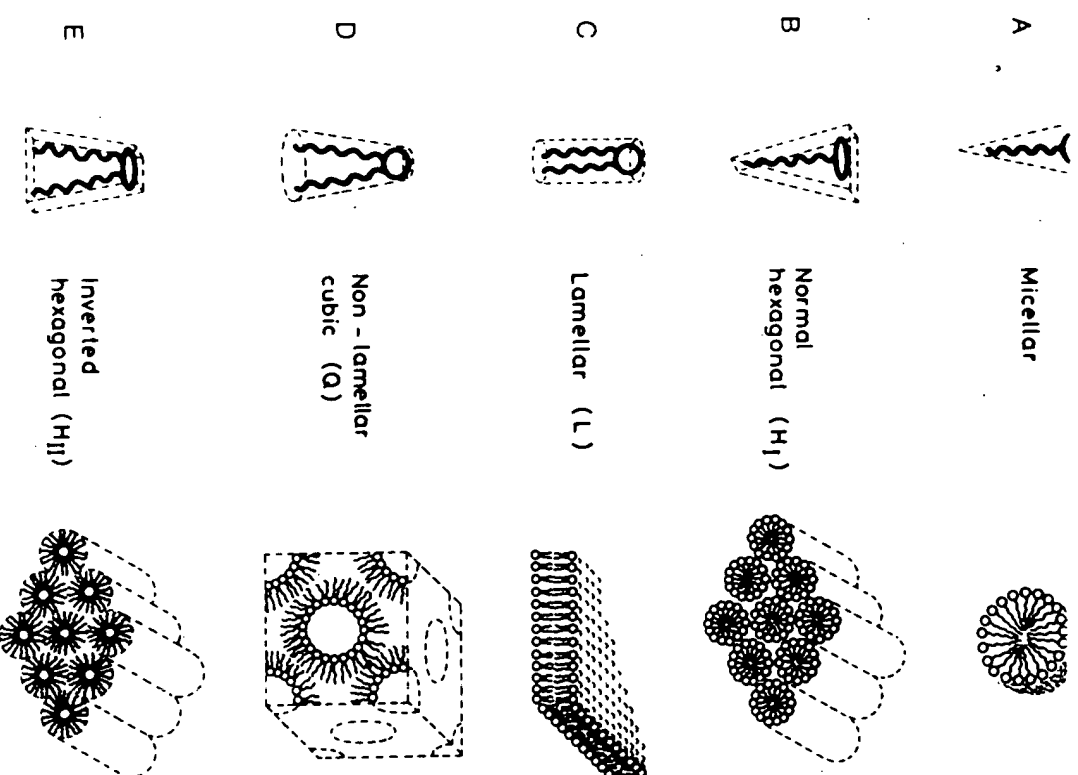 A
Micellar
B
Normal
hexagonal (H_I)
C
Lamellar (L)
D
Non-lamellar
cubic (Q)
E
Inverted
hexagonal (H_II)